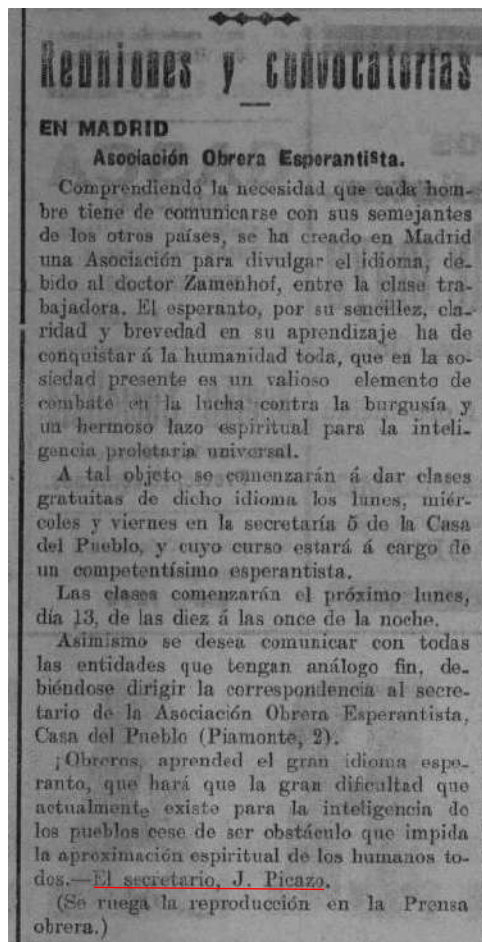 Reuniones y convocatorias
EN MADRID
Asociación Obrera Esperantista.
Comprendiendo la necesidad que cada hom-
bre tiene de comunicarse con sus semejantes
de los otros países, se ha creado en Madrid
una Asociación para divulgar el idioma, de-
bido al doctor Zamenhof, entre la clase tra-
bajadora. El esperanto, por su sencillez, cla-
ridad y brevedad en su aprendizaje ha de
conquistar á la humanidad toda, que en la so-
siedad presente es un valioso elemento de
combate en la lucha contra la burgusía y
un hermoso lazo espiritual para la inteli-
gencia proletaria universal.
A tal objeto se comenzarán á dar clases
gratuitas de dicho idioma los lunes, miér-
coles y viernes en la secretaría 5 de la Casa
del Pueblo, y cuyo curso estará á cargo de
un competentísimo esperantista.
Las clases comenzarán el próximo lunes,
día 13, de las diez á las once de la noche.
Asimismo se desea comunicar con todas
las entidades que tengan análogo fin, de-
biéndose dirigir la correspondencia al secre-
tario de la Asociación Obrera Esperantista,
Casa del Pueblo (Piamonte, 2).
¡Obreros, aprended el gran idioma espe-
ranto, que hará que la gran dificultad que
actualmente existe para la inteligencia de
los pueblos cese de ser obstáculo que impida
la aproximación espiritual de los humanos to-
dos.—El secretario, J. Picazo.
(Se ruega la reproducción en la Prensa
obrera.)